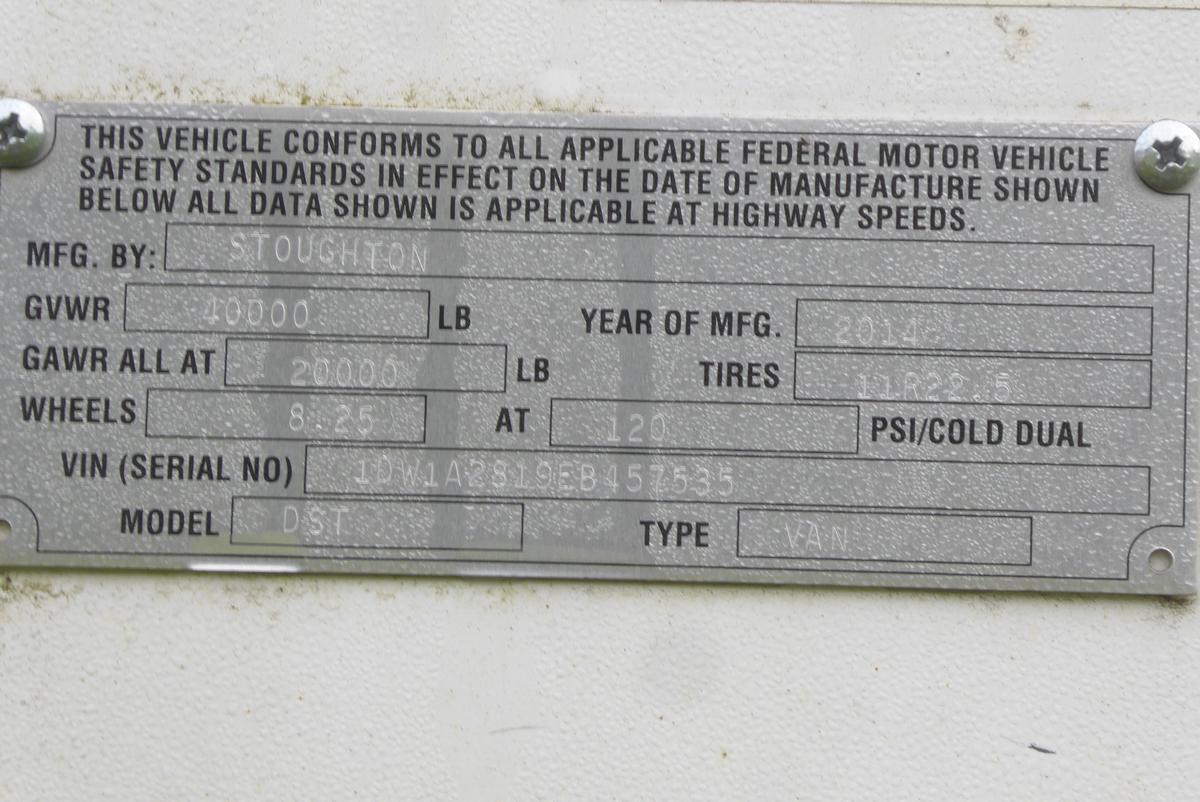 THIS VEHICLE CONFORMS TO ALL APPLICABLE FEDERAL MOTOR VEHICLE
SAFETY STANDARDS IN EFFECT ON THE DATE OF MANUFACTURE SHOWN
BELOW ALL DATA SHOWN IS APPLICABLE AT HIGHWAY SPEEDS.
MFG. BY: STOUGHTON
GVWR 40000 LB YEAR OF MFG. 2014
GAWR ALL AT 20000 LB TIRES 11R22.5
WHEELS 8.25 AT 120 PSI/COLD DUAL
VIN (SERIAL NO) 1DW1A2819EB457535
MODEL DST TYPE VAN